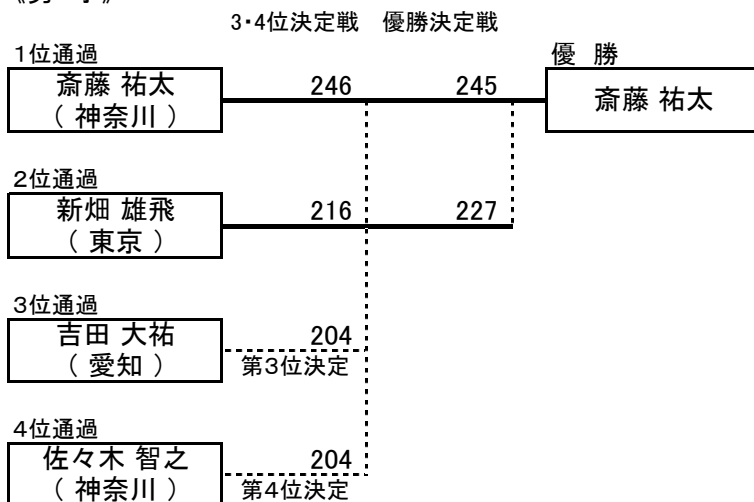 3・4位決定戦 優勝決定戦
1位通過
斎藤 祐太
（ 神奈川 ）
246
245
優 勝
斎藤 祐太
2位通過
新畑 雄飛
（ 東京 ）
216
227
3位通過
吉田 大祐
（ 愛知 ）
204
第3位決定
4位通過
佐々木 智之
（ 神奈川 ）
204
第4位決定